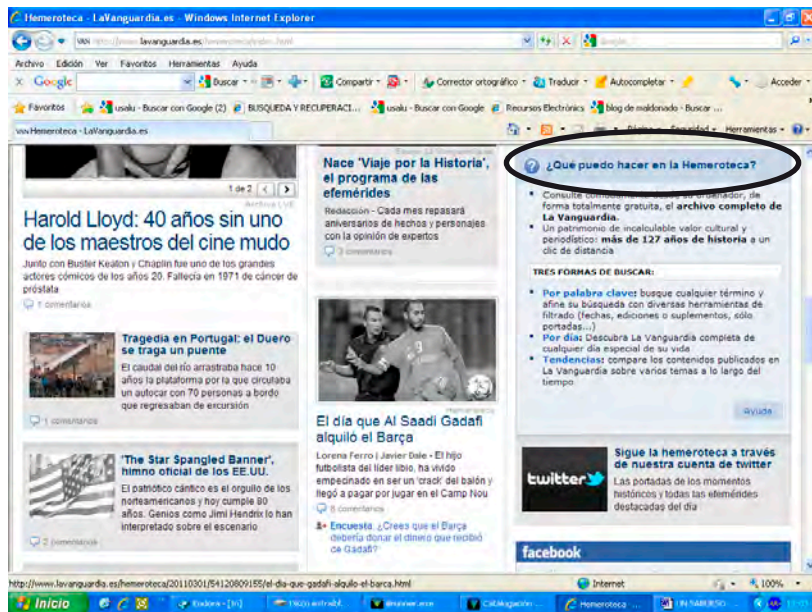 Hemeroteca - LaVanguardia.es - Windows Internet Explorer
lavanguardia.es
Archivo Edición Ver Favoritos Herramientas Ayuda
Google Buscar Compartir Corrector ortográfico Traducir Autocompletar Acceder
Favoritos usalu - Buscar con Google (2) BUSQUEDA Y RECUPERACI... usalu - Buscar con Google Recursos Electrónicos blog de maldonado - Buscar ...
Hemeroteca - LaVanguardia.es
Página Seguridad Herramientas
1 de 2
Harold Lloyd: 40 años sin uno
de los maestros del cine mudo
Junto con Buster Keaton y Chaplin fue uno de los grandes
actores cómicos de los años 20. Fallecía en 1971 de cáncer de
próstata
comentarios
Tragedia en Portugal: el Duero
se traga un puente
El caudal del río arrastraba hace 10
años la plataforma por la que circulaba
un autocar con 70 personas a bordo
que regresaban de excursión
1 comentarios
'The Star Spangled Banner',
himno oficial de los EE.UU.
El patriótico cántico es el orgullo de los
norteamericanos y hoy cumple 80
años. Genios como Jimi Hendrix lo han
interpretado sobre el escenario
2 comentarios
Nace 'Viaje por la Historia',
el programa de las
efemérides
Redacción - Cada mes repasará
aniversarios de hechos y personajes
con la opinión de expertos
3 comentarios
El día que Al Saadi Gadafi
alquiló el Barça
Lorena Ferro | Javier Dale - El hijo
futbolista del líder libio, ha vivido
empecinado en ser un 'crack' del balón y
llegó a pagar por jugar en el Camp Nou
8 comentarios
Encuesta ¿Crees que el Barça
debería donar el dinero que recibió
de Gadafi?
¿Qué puedo hacer en la Hemeroteca?
Consulte ordenador, de
forma totalmente gratuita, el archivo completo de
La Vanguardia.
Un patrimonio de incalculable valor cultural y
periodístico: más de 127 años de historia a un
clic de distancia
TRES FORMAS DE BUSCAR:
Por palabra clave: busque cualquier término y
afine su búsqueda con diversas herramientas de
filtrado (fechas, ediciones o suplementos, sólo
portadas...)
Por día: Descubra La Vanguardia completa de
cualquier día especial de su vida
Tendencias: compare los contenidos publicados en
La Vanguardia sobre varios temas a lo largo del
tiempo
Ayuda
twitter
Sigue la hemeroteca a través
de nuestra cuenta de twitter
Las portadas de los momentos
históricos y todas las efemérides
destacadas del día
facebook
http://www.lavanguardia.es/hemeroteca/20110301/54120809155/el-dia-que-gadafi-alquilo-el-barca.html Internet 100%
Inicio Eudora - [In] Catalogación ... Hemeroteca ...